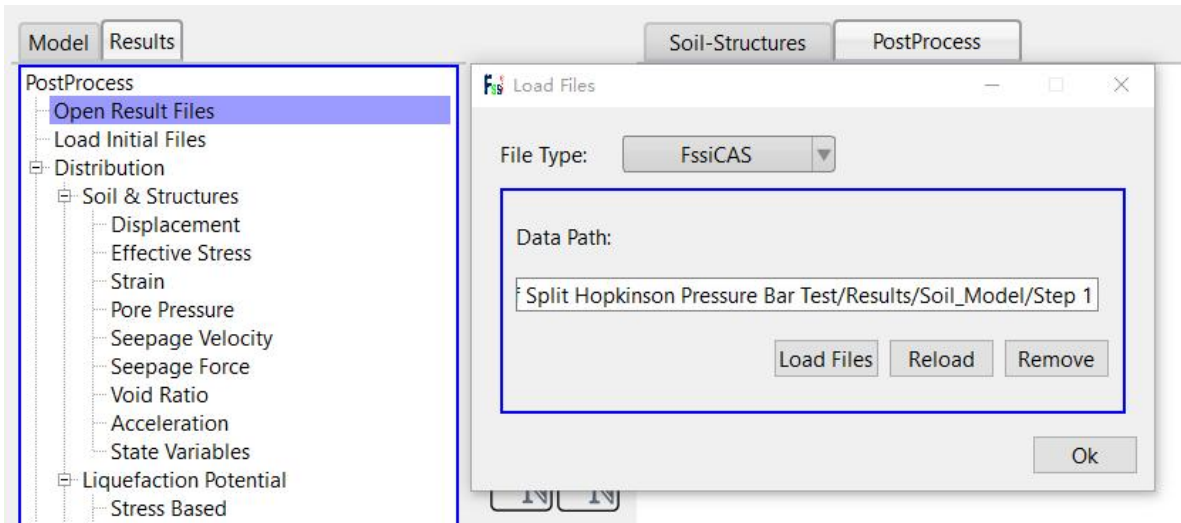 Model Results
Soil-Structures PostProcess
PostProcess
Open Result Files
Load Initial Files
Distribution
Soil & Structures
Displacement
Effective Stress
Strain
Pore Pressure
Seepage Velocity
Seepage Force
Void Ratio
Acceleration
State Variables
Liquefaction Potential
Stress Based
Load Files
File Type: FssiCAS
Data Path:
Split Hopkinson Pressure Bar Test/Results/Soil_Model/Step 1
Load Files Reload Remove
Ok